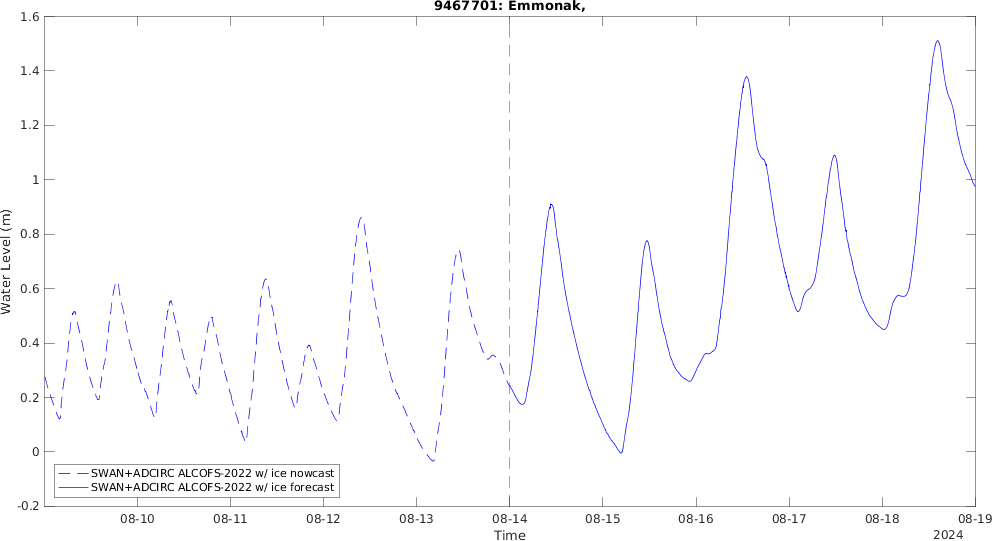 9467701: Emmonak,
1.6
1.4
1.2
1
0.8
0.6
0.4
0.2
0
-0.2
Water Level (m)
SWAN+ADCIRC ALCOFS-2022 w/ ice nowcast
SWAN+ADCIRC ALCOFS-2022 w/ ice forecast
08-10 08-11 08-12 08-13 08-14 08-15 08-16 08-17 08-18 08-19
Time
2024